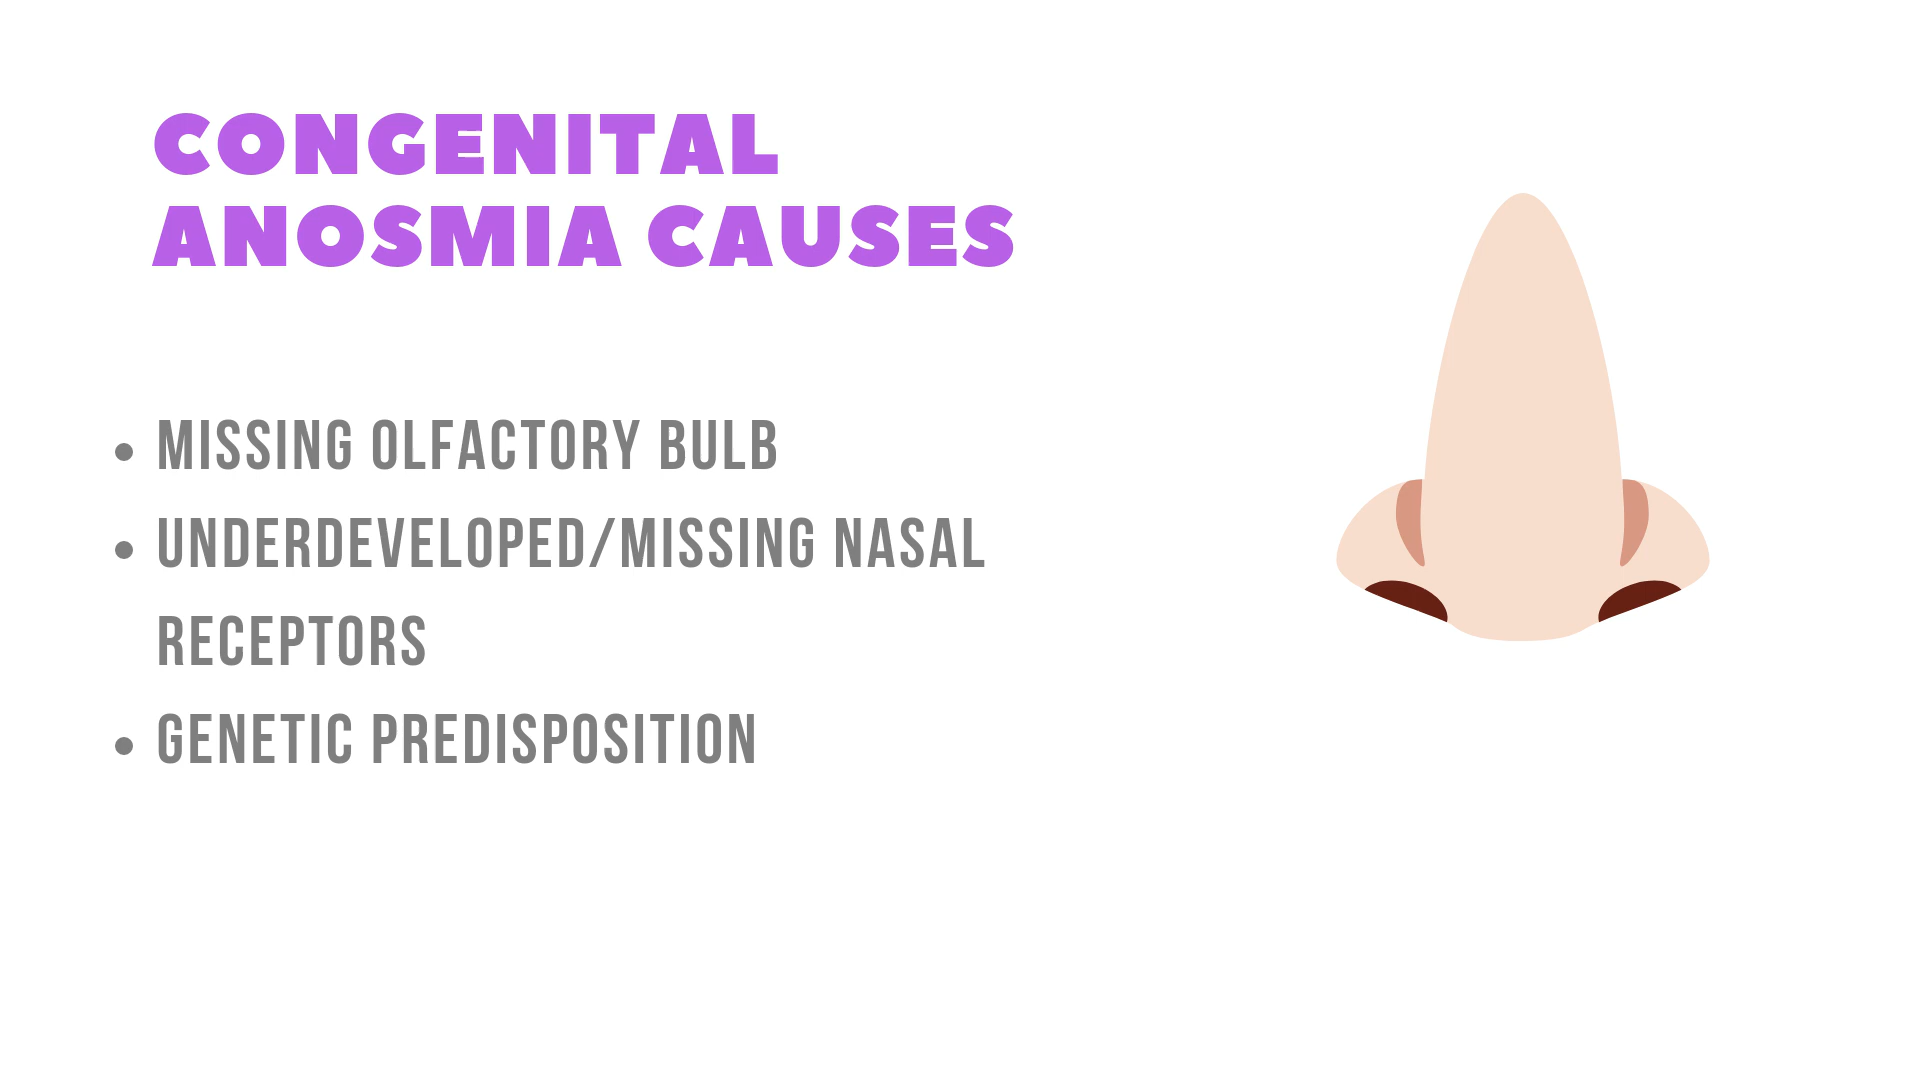 CONGENITAL
ANOSMIA CAUSES
• MISSING OLFACTORY BULB
• UNDERDEVELOPED/MISSING NASAL
RECEPTORS
• GENETIC PREDISPOSITION